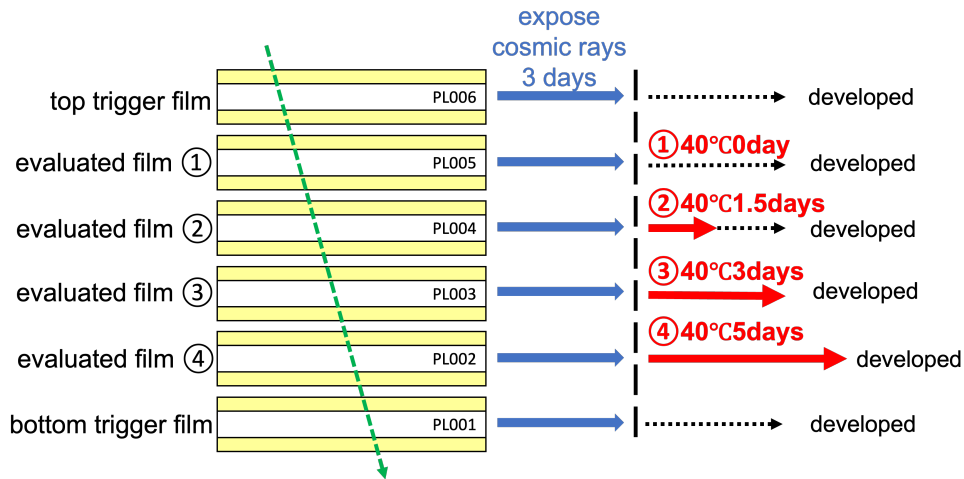 expose
cosmic rays
3 days
top trigger film PL006 developed
evaluated film ① PL005 ①40℃0day developed
evaluated film ② PL004 ②40℃1.5days developed
evaluated film ③ PL003 ③40℃3days developed
evaluated film ④ PL002 ④40℃5days developed
bottom trigger film PL001 developed